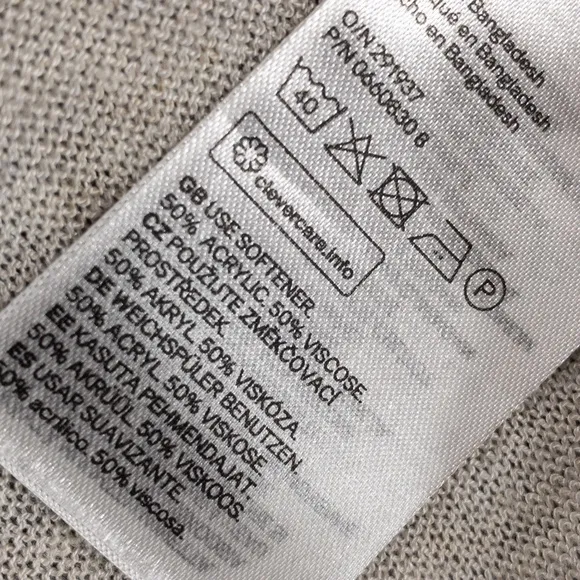 Bangladesh
qué en Bangladesh
cho en Bangladesh
O/N 291937
P/N 0660830 8
40
P
clevercare.info
GB USE SOFTENER.
50% ACRYLIC. 50% VISCOSE.
CZ POUŽIJTE ZMĚKČOVACÍ
PROSTŘEDEK.
50% AKRYL 50% VISKÓZA.
DE WEICHSPÜLER BENUTZEN.
50% ACRYL. 50% VISKOSE
EE KASUTA PEHMENDAJAT.
50% AKRÜÜL. 50% VISKOOS.
ES USAR SUAVIZANTE
50% acrílico. 50% viscosa.